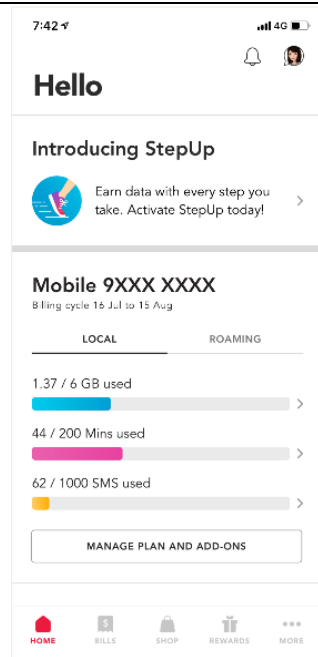 7:42
4G
Hello
Introducing StepUp
Earn data with every step you
take. Activate StepUp today!
Mobile 9XXX XXXX
Billing cycle 16 Jul to 15 Aug
LOCAL ROAMING
1.37 / 6 GB used
44 / 200 Mins used
62 / 1000 SMS used
MANAGE PLAN AND ADD-ONS
$
HOME BILLS SHOP REWARDS MORE